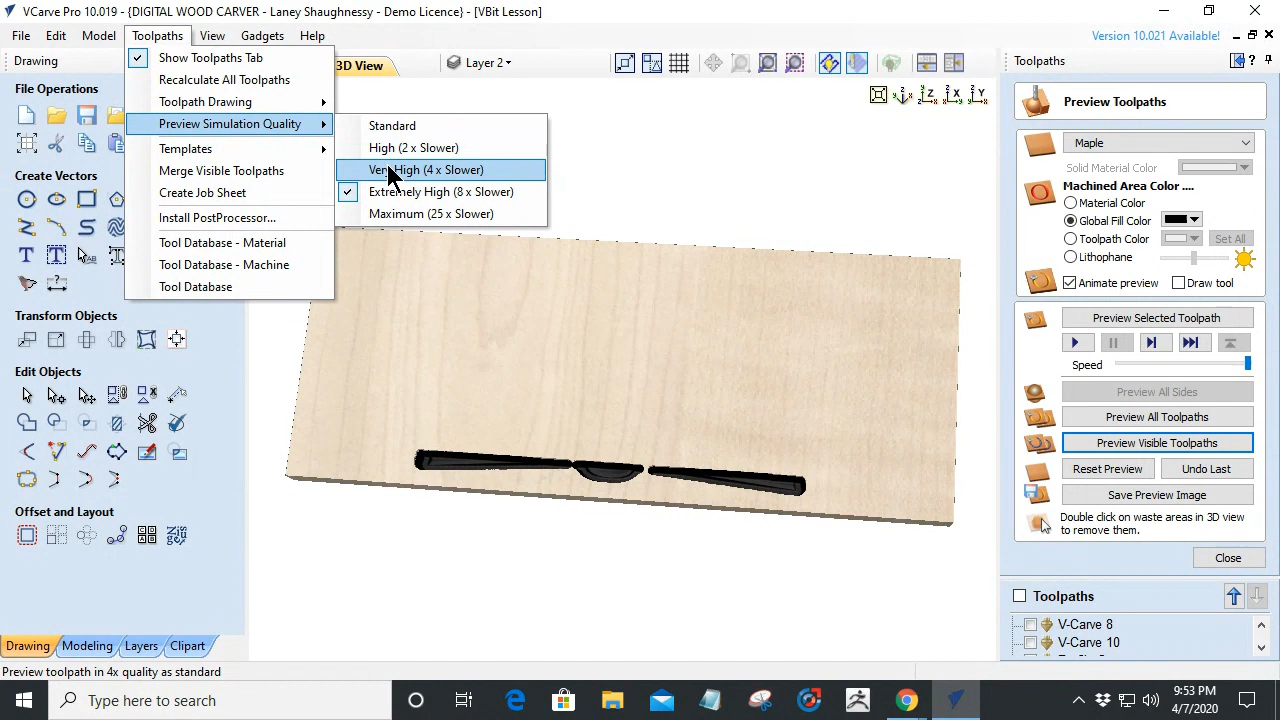 VCarve Pro 10.019 - {DIGITAL WOOD CARVER - Laney Shaughnessy - Demo Licence} - [VBit Lesson]
File Edit Model Toolpaths View Gadgets Help Version 10.021 Available!
Drawing
3D View
Layer 2
Toolpaths
Show Toolpaths Tab
Recalculate All Toolpaths
Toolpath Drawing
Preview Simulation Quality
Templates
Merge Visible Toolpaths
Create Job Sheet
Install PostProcessor...
Tool Database - Material
Tool Database - Machine
Tool Database
Standard
High (2 x Slower)
Very High (4 x Slower)
Extremely High (8 x Slower)
Maximum (25 x Slower)
File Operations
Create Vectors
Transform Objects
Edit Objects
Offset and Layout
Drawing Modeling Layers Clipart
Z X Y
Preview Toolpaths
Maple
Solid Material Color
Machined Area Color ....
Material Color
Global Fill Color
Toolpath Color Set All
Lithophane
Animate preview Draw tool
Preview Selected Toolpath
Speed
Preview All Sides
Preview All Toolpaths
Preview Visible Toolpaths
Reset Preview Undo Last
Save Preview Image
Double click on waste areas in 3D view
to remove them.
Close
Toolpaths
V-Carve 8
V-Carve 10
Preview toolpath in 4x quality as standard
Type here to search
9:53 PM
4/7/2020